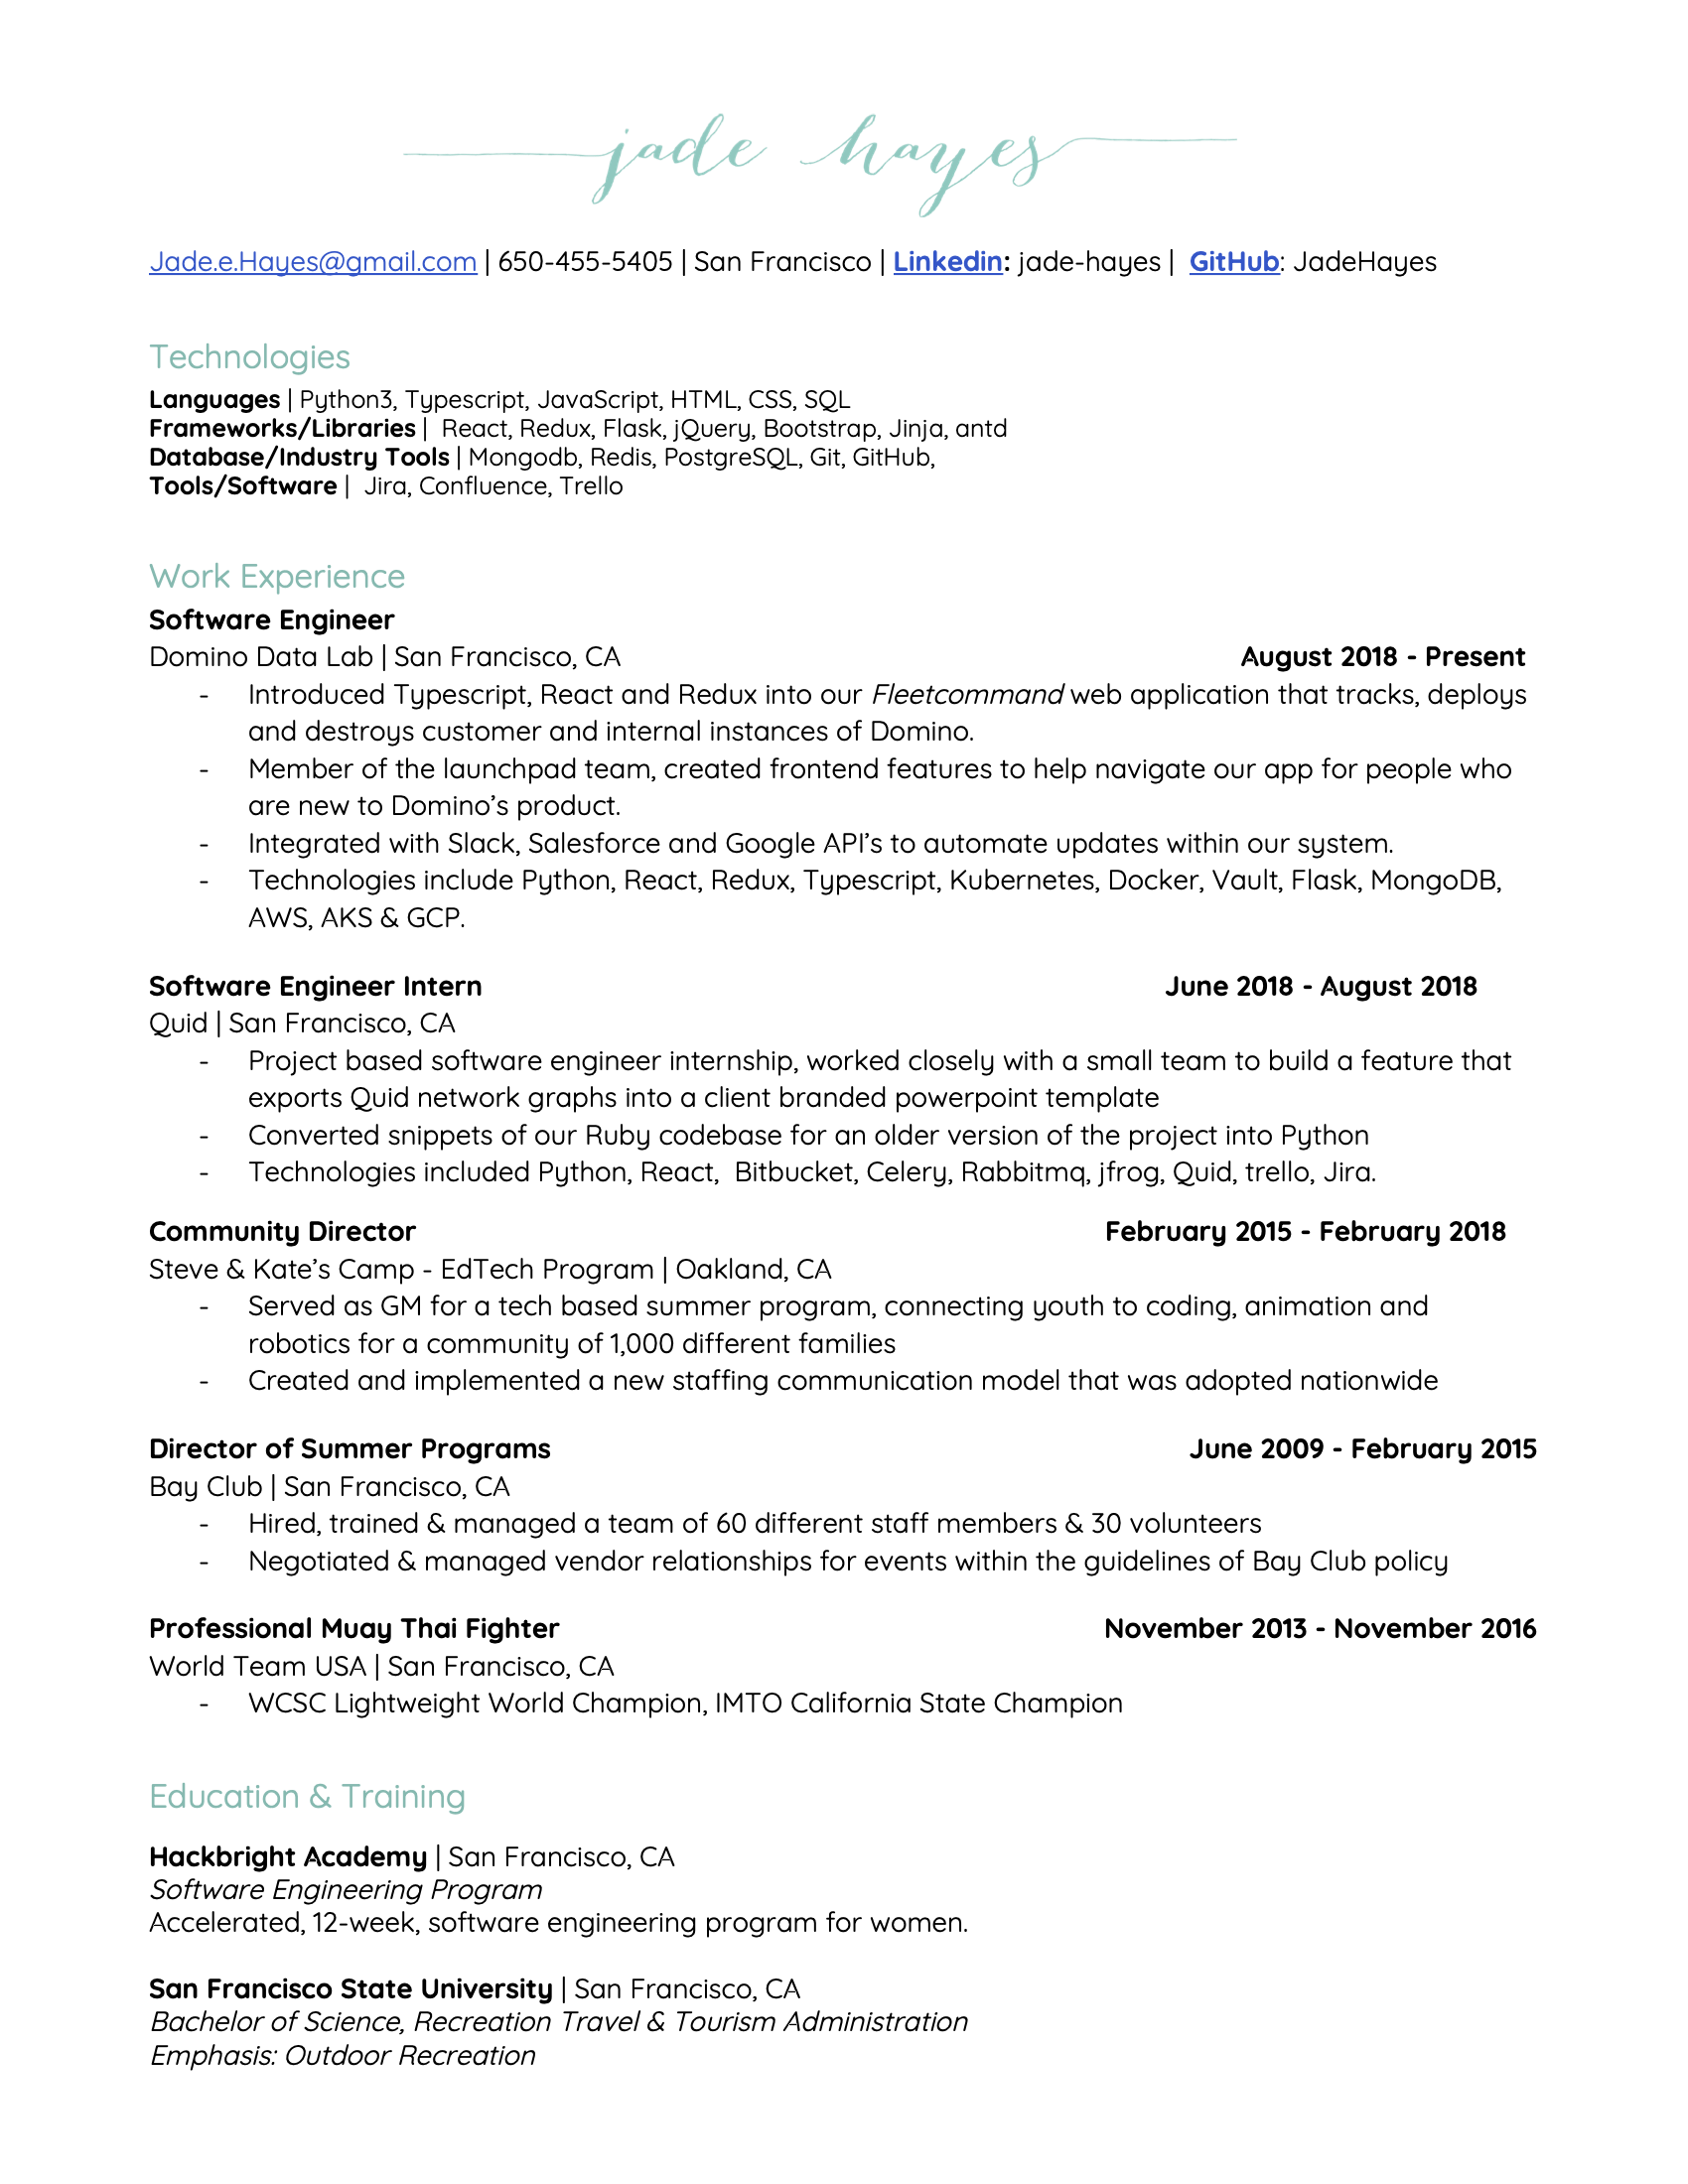 jade hayes
Jade.e.Hayes@gmail.com | 650-455-5405 | San Francisco | Linkedin: jade-hayes | GitHub: JadeHayes
Technologies
Languages | Python3, Typescript, JavaScript, HTML, CSS, SQL
Frameworks/Libraries | React, Redux, Flask, jQuery, Bootstrap, Jinja, antd
Database/Industry Tools | Mongodb, Redis, PostgreSQL, Git, GitHub,
Tools/Software | Jira, Confluence, Trello
Work Experience
Software Engineer
Domino Data Lab | San Francisco, CA August 2018 - Present
- Introduced Typescript, React and Redux into our Fleetcommand web application that tracks, deploys
and destroys customer and internal instances of Domino.
- Member of the launchpad team, created frontend features to help navigate our app for people who
are new to Domino’s product.
- Integrated with Slack, Salesforce and Google API’s to automate updates within our system.
- Technologies include Python, React, Redux, Typescript, Kubernetes, Docker, Vault, Flask, MongoDB,
AWS, AKS & GCP.
Software Engineer Intern June 2018 - August 2018
Quid | San Francisco, CA
- Project based software engineer internship, worked closely with a small team to build a feature that
exports Quid network graphs into a client branded powerpoint template
- Converted snippets of our Ruby codebase for an older version of the project into Python
- Technologies included Python, React, Bitbucket, Celery, Rabbitmq, jfrog, Quid, trello, Jira.
Community Director February 2015 - February 2018
Steve & Kate’s Camp - EdTech Program | Oakland, CA
- Served as GM for a tech based summer program, connecting youth to coding, animation and
robotics for a community of 1,000 different families
- Created and implemented a new staffing communication model that was adopted nationwide
Director of Summer Programs June 2009 - February 2015
Bay Club | San Francisco, CA
- Hired, trained & managed a team of 60 different staff members & 30 volunteers
- Negotiated & managed vendor relationships for events within the guidelines of Bay Club policy
Professional Muay Thai Fighter November 2013 - November 2016
World Team USA | San Francisco, CA
- WCSC Lightweight World Champion, IMTO California State Champion
Education & Training
Hackbright Academy | San Francisco, CA
Software Engineering Program
Accelerated, 12-week, software engineering program for women.
San Francisco State University | San Francisco, CA
Bachelor of Science, Recreation Travel & Tourism Administration
Emphasis: Outdoor Recreation